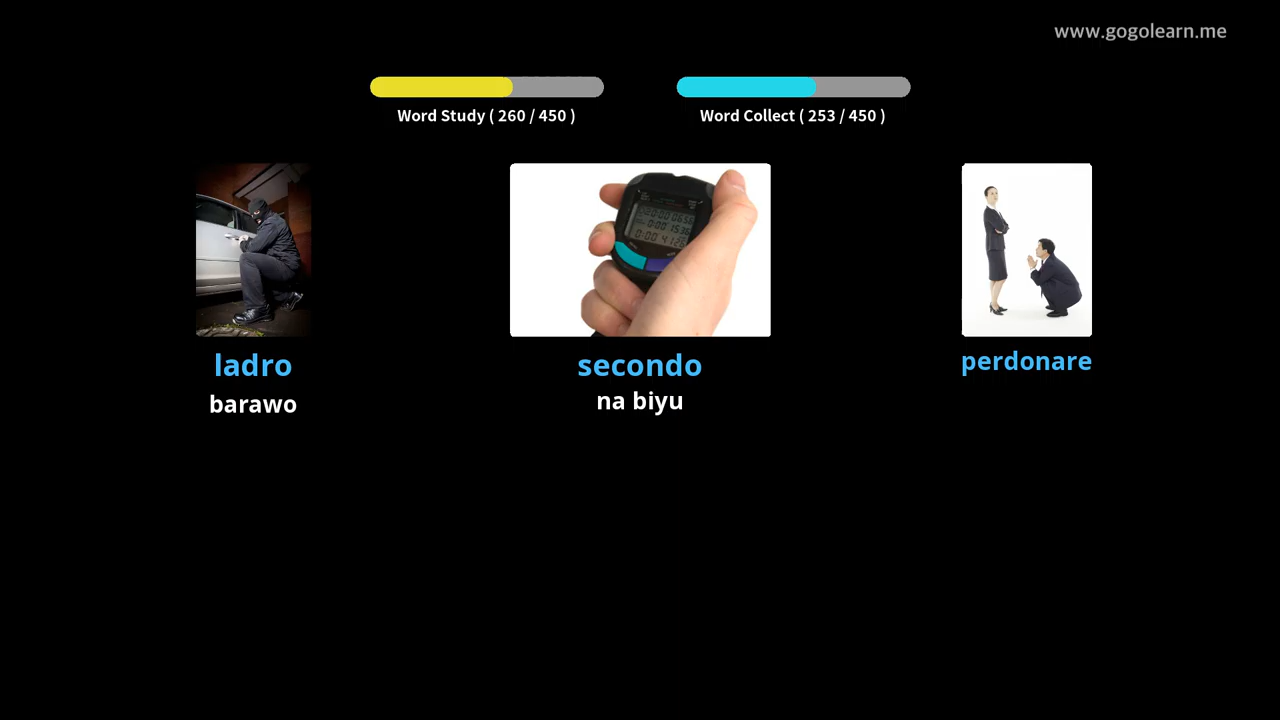 www.gogolearn.me
Word Study ( 260 / 450 )
Word Collect ( 253 / 450 )
ladro
barawo
secondo
na biyu
perdonare